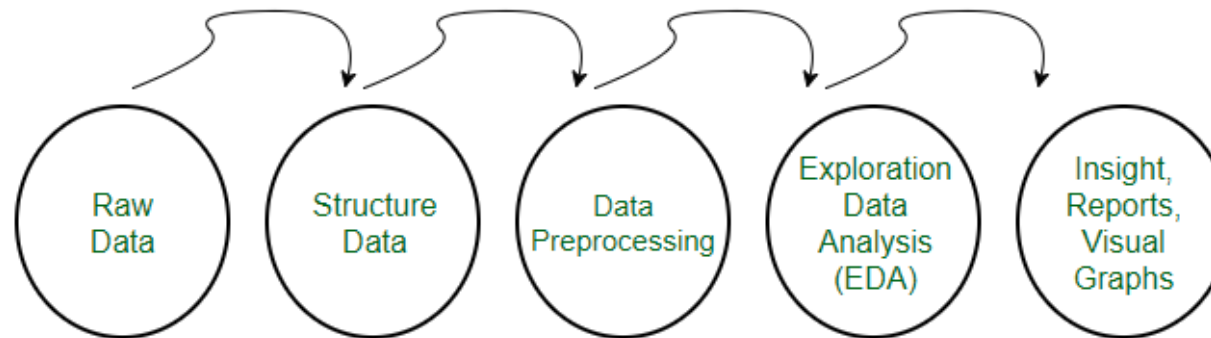 Raw
Data
Structure
Data
Data
Preprocessing
Exploration
Data
Analysis
(EDA)
Insight,
Reports,
Visual
Graphs